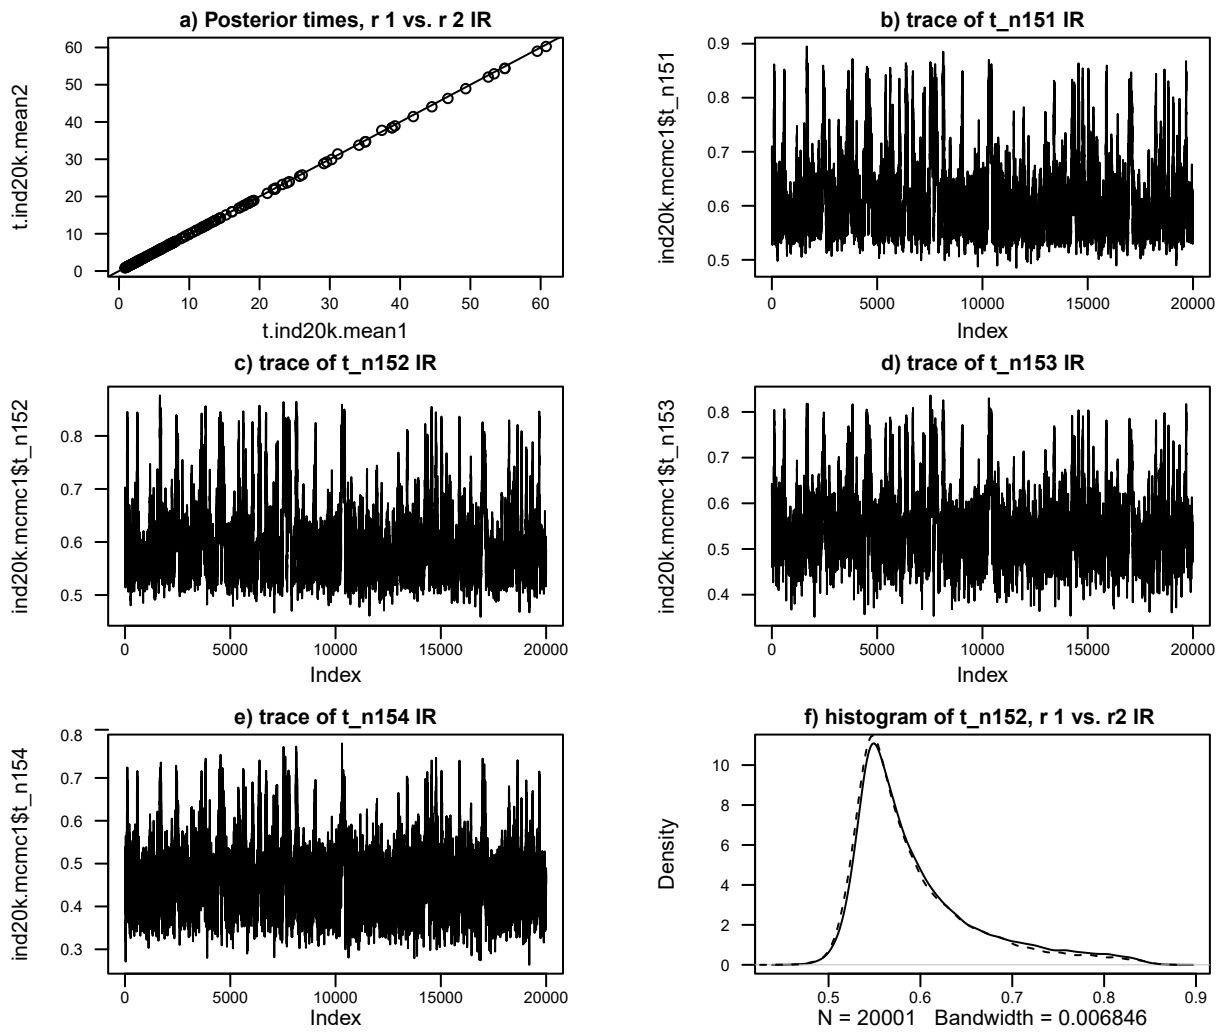 a) Posterior times, r 1 vs. r 2 IR
t.ind20k.mean2
60
50
40
30
20
10
0
0 10 20 30 40 50 60
t.ind20k.mean1
b) trace of t_n151 IR
ind20k.mcmc1$t_n151
0.9
0.8
0.7
0.6
0.5
0 5000 10000 15000 20000
Index
c) trace of t_n152 IR
ind20k.mcmc1$t_n152
0.8
0.7
0.6
0.5
0 5000 10000 15000 20000
Index
d) trace of t_n153 IR
ind20k.mcmc1$t_n153
0.8
0.7
0.6
0.5
0.4
0 5000 10000 15000 20000
Index
e) trace of t_n154 IR
ind20k.mcmc1$t_n154
0.8
0.7
0.6
0.5
0.4
0.3
0 5000 10000 15000 20000
Index
f) histogram of t_n152, r 1 vs. r2 IR
Density
10
8
6
4
2
0
0.5 0.6 0.7 0.8 0.9
N = 20001 Bandwidth = 0.006846